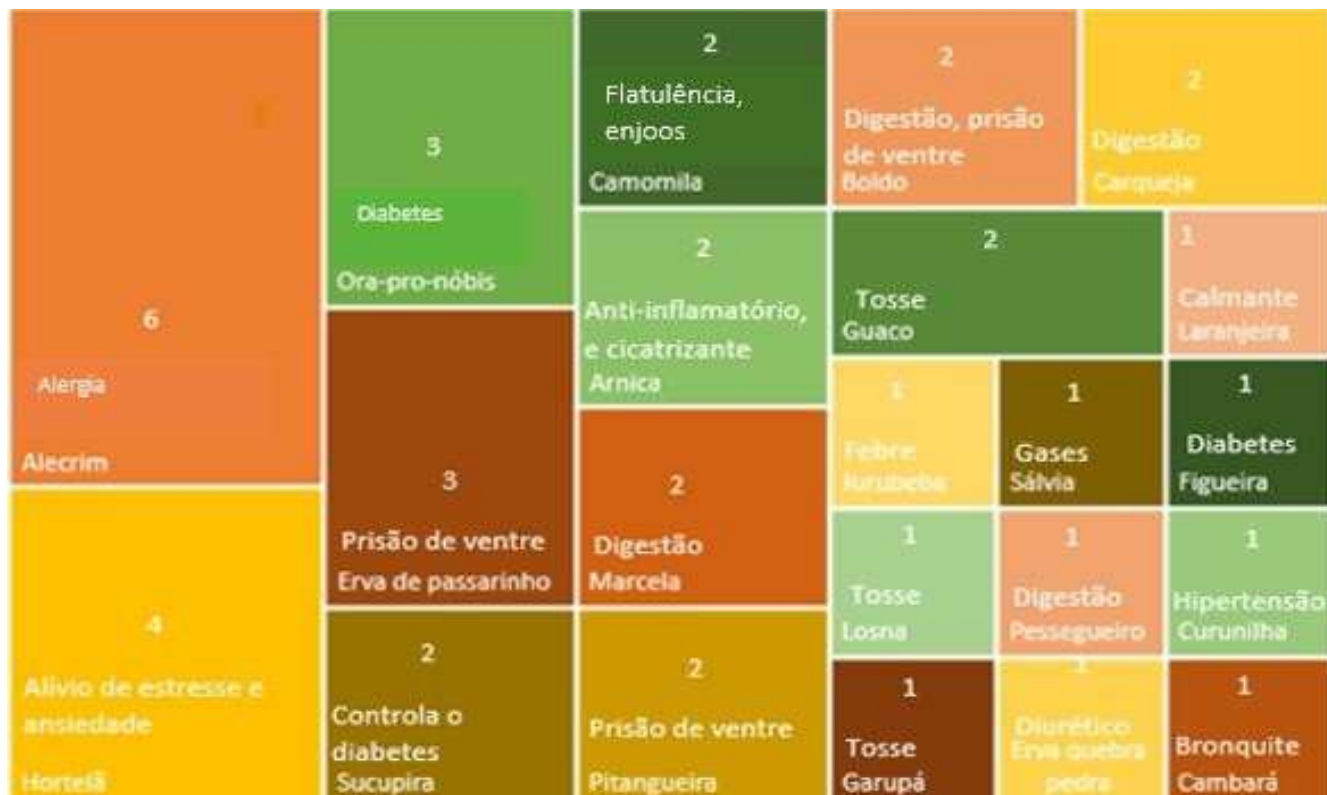 6
Alergia
Alecrim
4
Alívio de estresse e
ansiedade
Hortelã
3
Diabetes
Ora-pro-nóbis
3
Prisão de ventre
Erva de passarinho
2
Controla o
diabetes
Sucupira
2
Flatulência,
enjoos
Camomila
2
Anti-inflamatório,
e cicatrizante
Arnica
2
Digestão
Marcela
2
Prisão de ventre
Pitangueira
2
Digestão, prisão
de ventre
Boldo
2
Digestão
Carqueja
2
Tosse
Guaco
1
Calmante
Laranjeira
1
Febre
1
Gases
Sálvia
1
Diabetes
Figueira
1
Tosse
Losna
1
Digestão
Pessegueiro
1
Hipertensão
Curunilha
1
Tosse
Garupá
1
Diurético
Erva quebra
pedra
1
Bronquite
Cambará